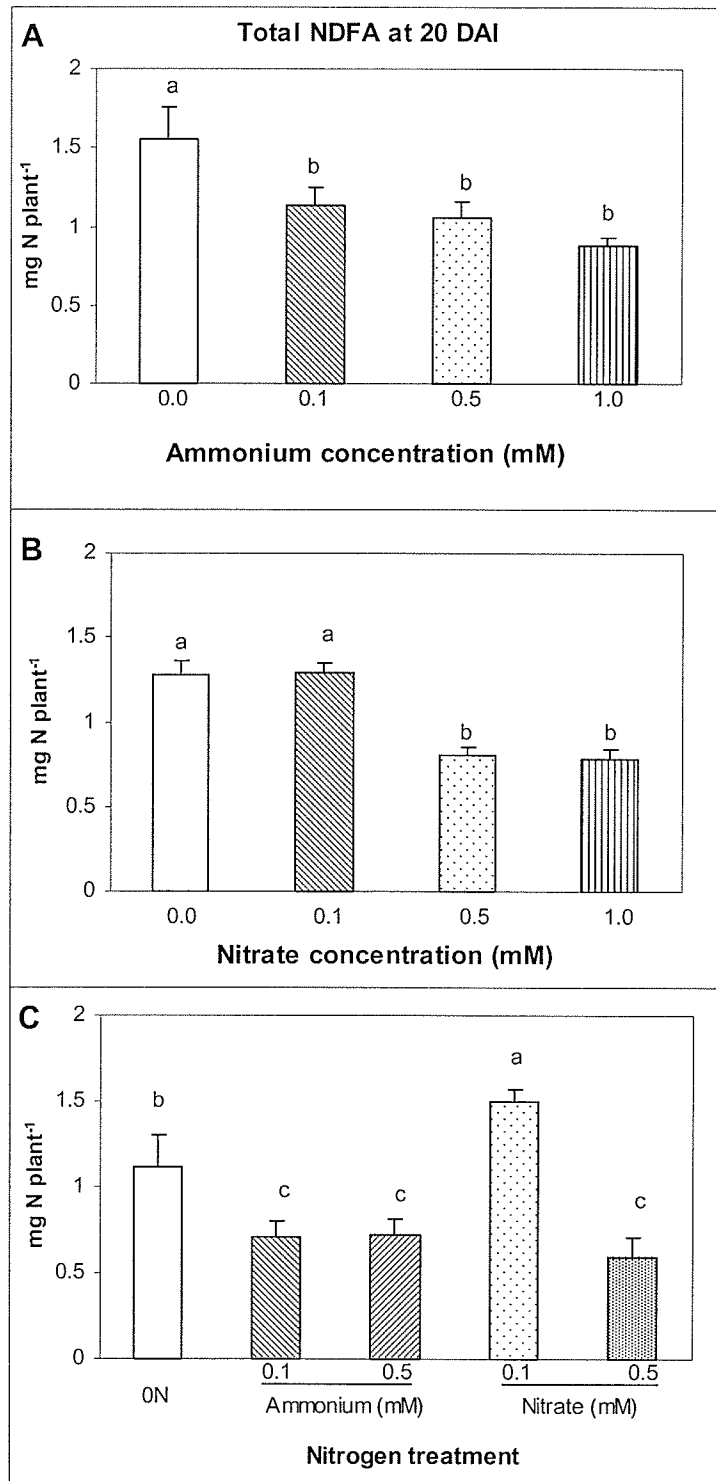 A
Total NDFA at 20 DAI
mg N plant-1
2
1.5
1
0.5
0
a
b
b
b
0.0
0.1
0.5
1.0
Ammonium concentration (mM)
B
mg N plant-1
2
1.5
1
0.5
0
a
a
b
b
0.0
0.1
0.5
1.0
Nitrate concentration (mM)
C
mg N plant-1
2
1.5
1
0.5
0
b
c
c
a
c
0.1
0.5
0.1
0.5
0N
Ammonium (mM)
Nitrate (mM)
Nitrogen treatment